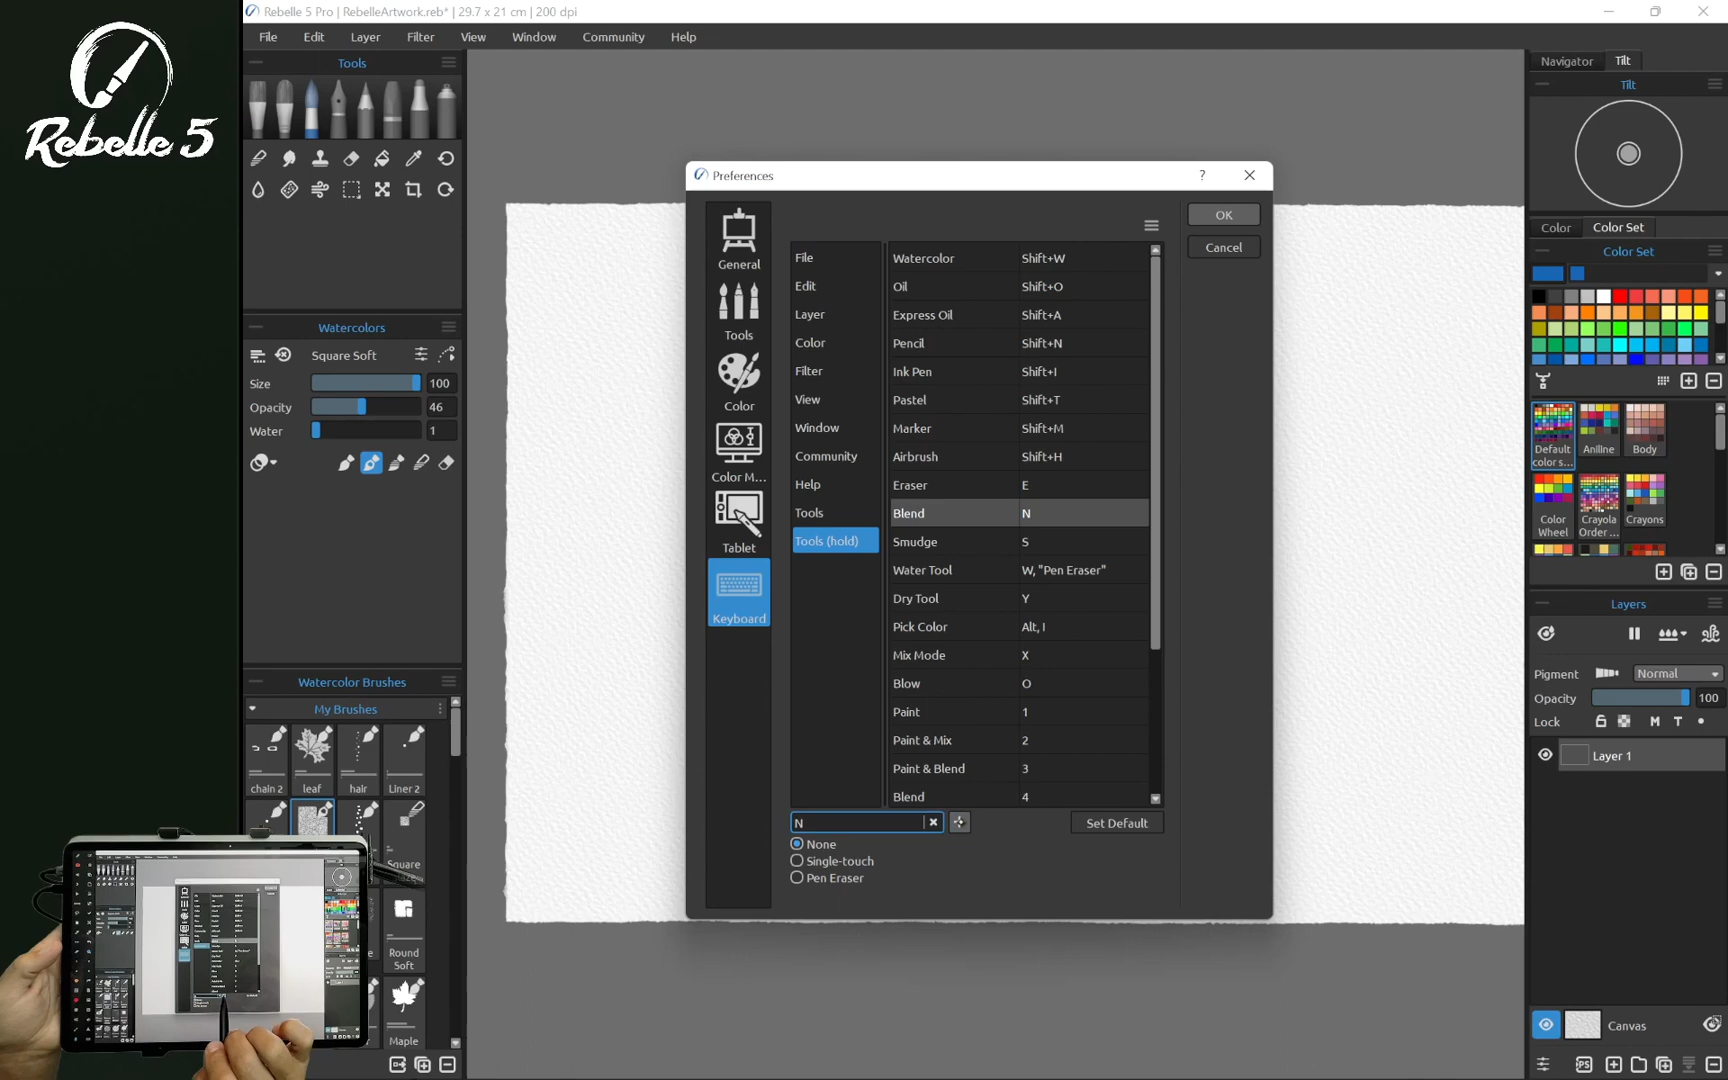 Rebelle 5
Rebelle 5 Pro | RebelleArtwork.reb* | 29.7 x 21 cm | 200 dpi
File Edit Layer Filter View Window Community Help
Tools
Watercolors
Square Soft
Size 100
Opacity 46
Water 1
Watercolor Brushes
My Brushes
chain 2 leaf hair Liner 2
Square
Round
Soft
Maple
Preferences
?
General
Tools
Color
Color M...
Tablet
Keyboard
File
Edit
Layer
Color
Filter
View
Window
Community
Help
Tools
Tools (hold)
Watercolor Shift+W
Oil Shift+O
Express Oil Shift+A
Pencil Shift+N
Ink Pen Shift+I
Pastel Shift+T
Marker Shift+M
Airbrush Shift+H
Eraser E
Blend N
Smudge S
Water Tool W, "Pen Eraser"
Dry Tool Y
Pick Color Alt, I
Mix Mode X
Blow O
Paint 1
Paint & Mix 2
Paint & Blend 3
Blend 4
N
Set Default
None
Single-touch
Pen Eraser
OK
Cancel
Navigator Tilt
Tilt
Color Color Set
Color Set
Default
color s...
Aniline
Body
Color
Wheel
Crayola
Order ...
Crayons
Layers
Pigment Normal
Opacity 100
Lock M T
Layer 1
Canvas
PS